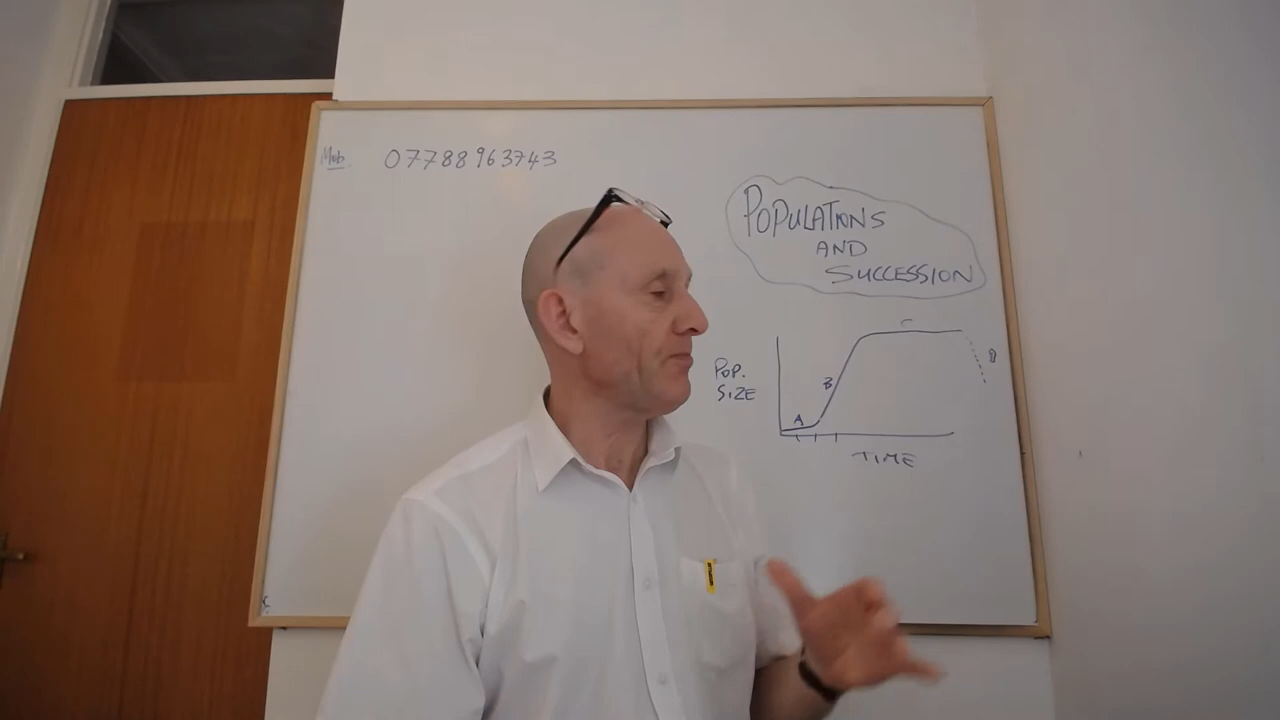 Mob. 07788963743
POPULATIONS
AND
SUCCESSION
C
POP.
SIZE
B
D
A
TIME